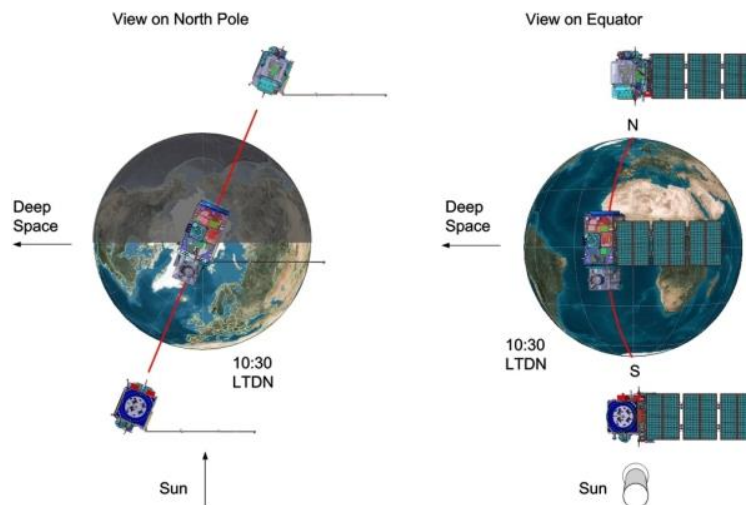 View on North Pole
View on Equator
N
Deep
Space
Deep
Space
10:30
LTDN
10:30
LTDN
S
Sun
Sun